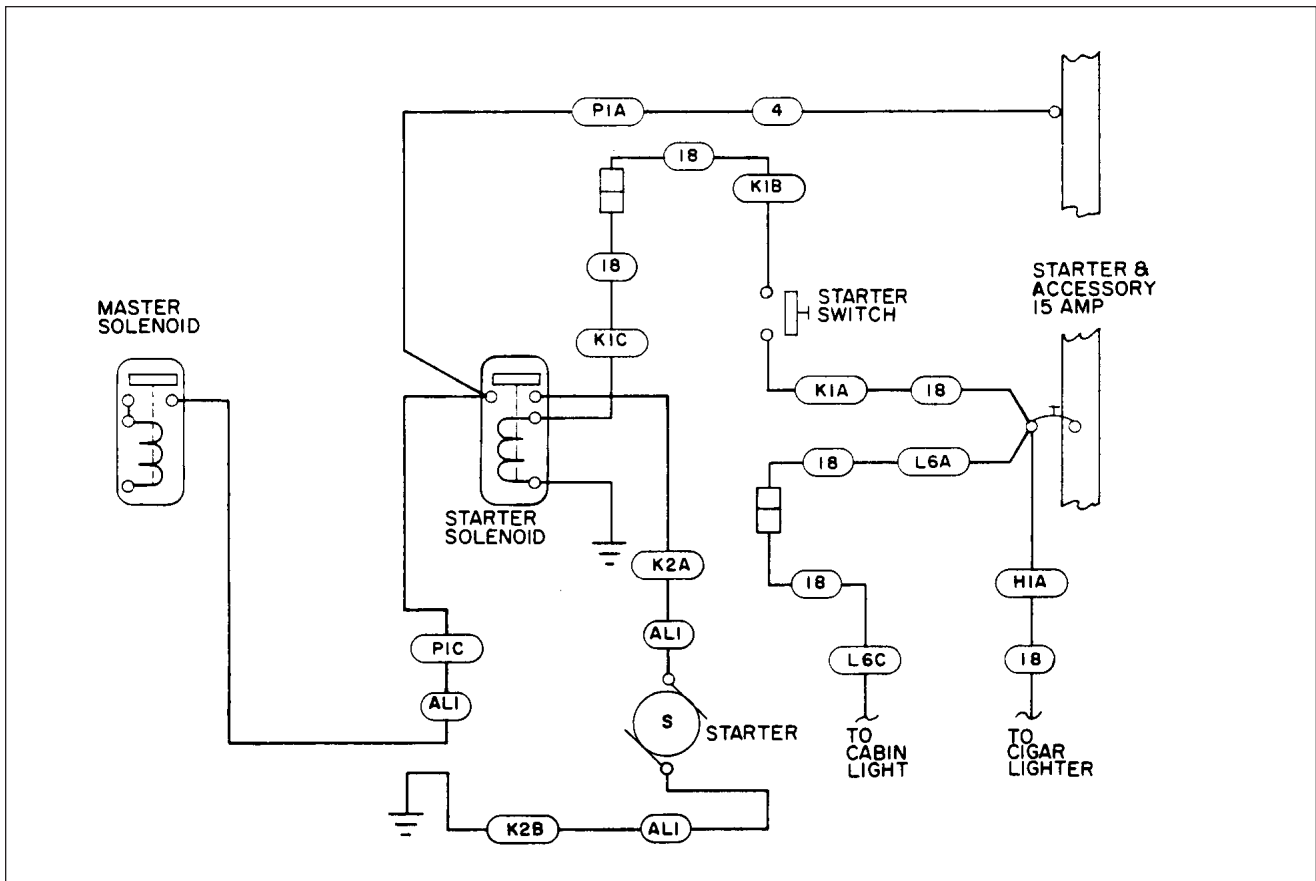 P1A
4
18
K1B
18
STARTER &
ACCESSORY
15 AMP
MASTER
SOLENOID
STARTER
SWITCH
K1C
K1A
18
18
L6A
STARTER
SOLENOID
K2A
18
H1A
AL1
P1C
L6C
18
AL1
S
STARTER
TO
CABIN
LIGHT
TO
CIGAR
LIGHTER
K2B
AL1